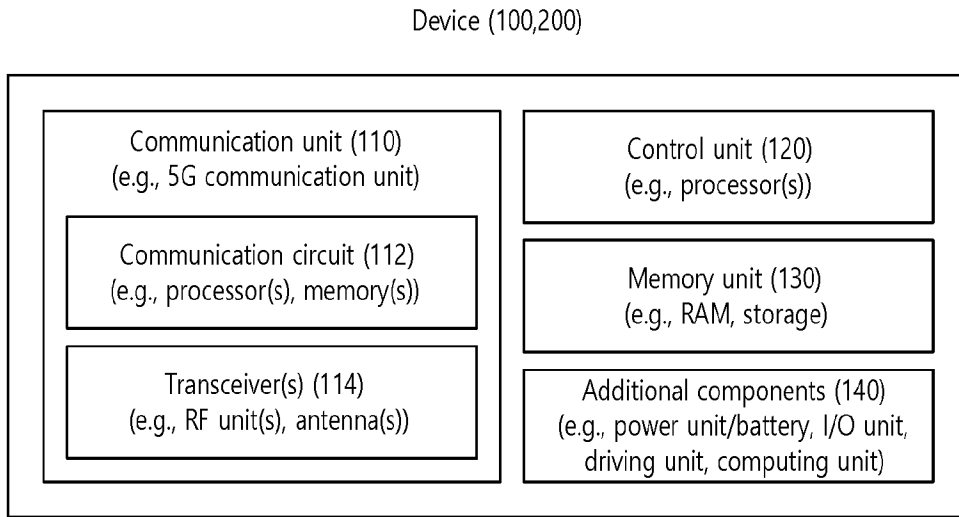 Device (100,200)
Communication unit (110)
(e.g., 5G communication unit)
Communication circuit (112)
(e.g., processor(s), memory(s))
Transceiver(s) (114)
(e.g., RF unit(s), antenna(s))
Control unit (120)
(e.g., processor(s))
Memory unit (130)
(e.g., RAM, storage)
Additional components (140)
(e.g., power unit/battery, I/O unit,
driving unit, computing unit)